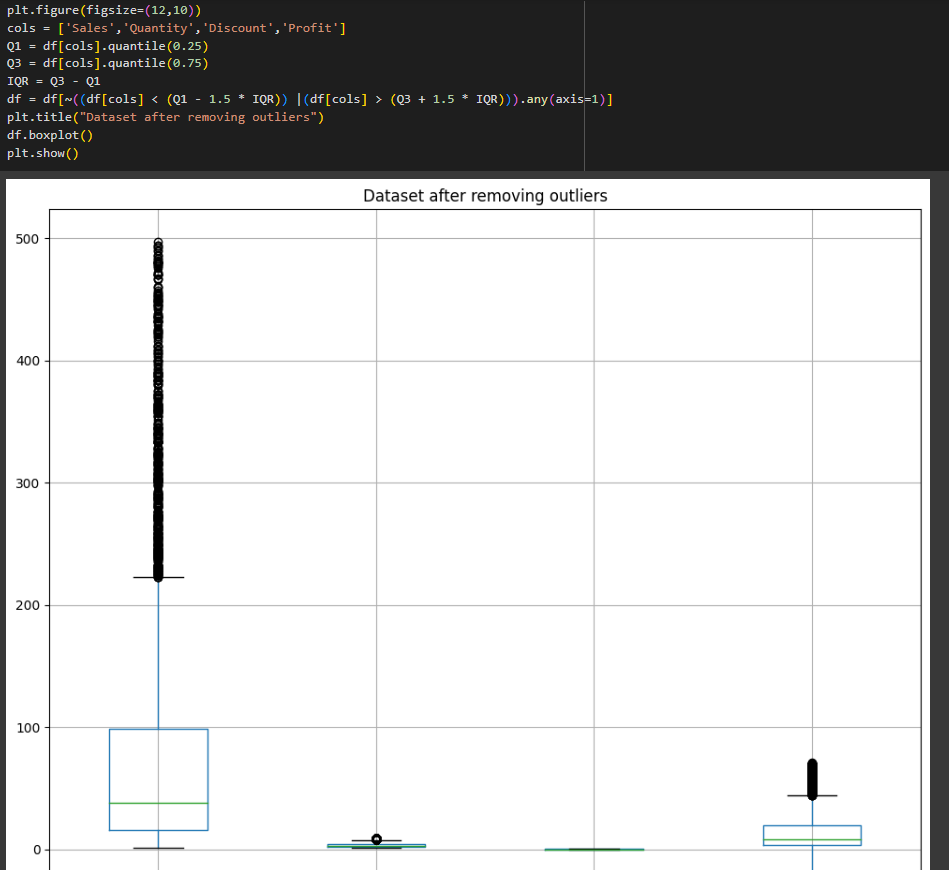 plt.figure(figsize=(12,10))
cols = ['Sales','Quantity','Discount','Profit']
Q1 = df[cols].quantile(0.25)
Q3 = df[cols].quantile(0.75)
IQR = Q3 - Q1
df = df[~((df[cols] < (Q1 - 1.5 * IQR)) |(df[cols] > (Q3 + 1.5 * IQR))).any(axis=1)]
plt.title("Dataset after removing outliers")
df.boxplot()
plt.show()
Dataset after removing outliers
500
400
300
200
100
0